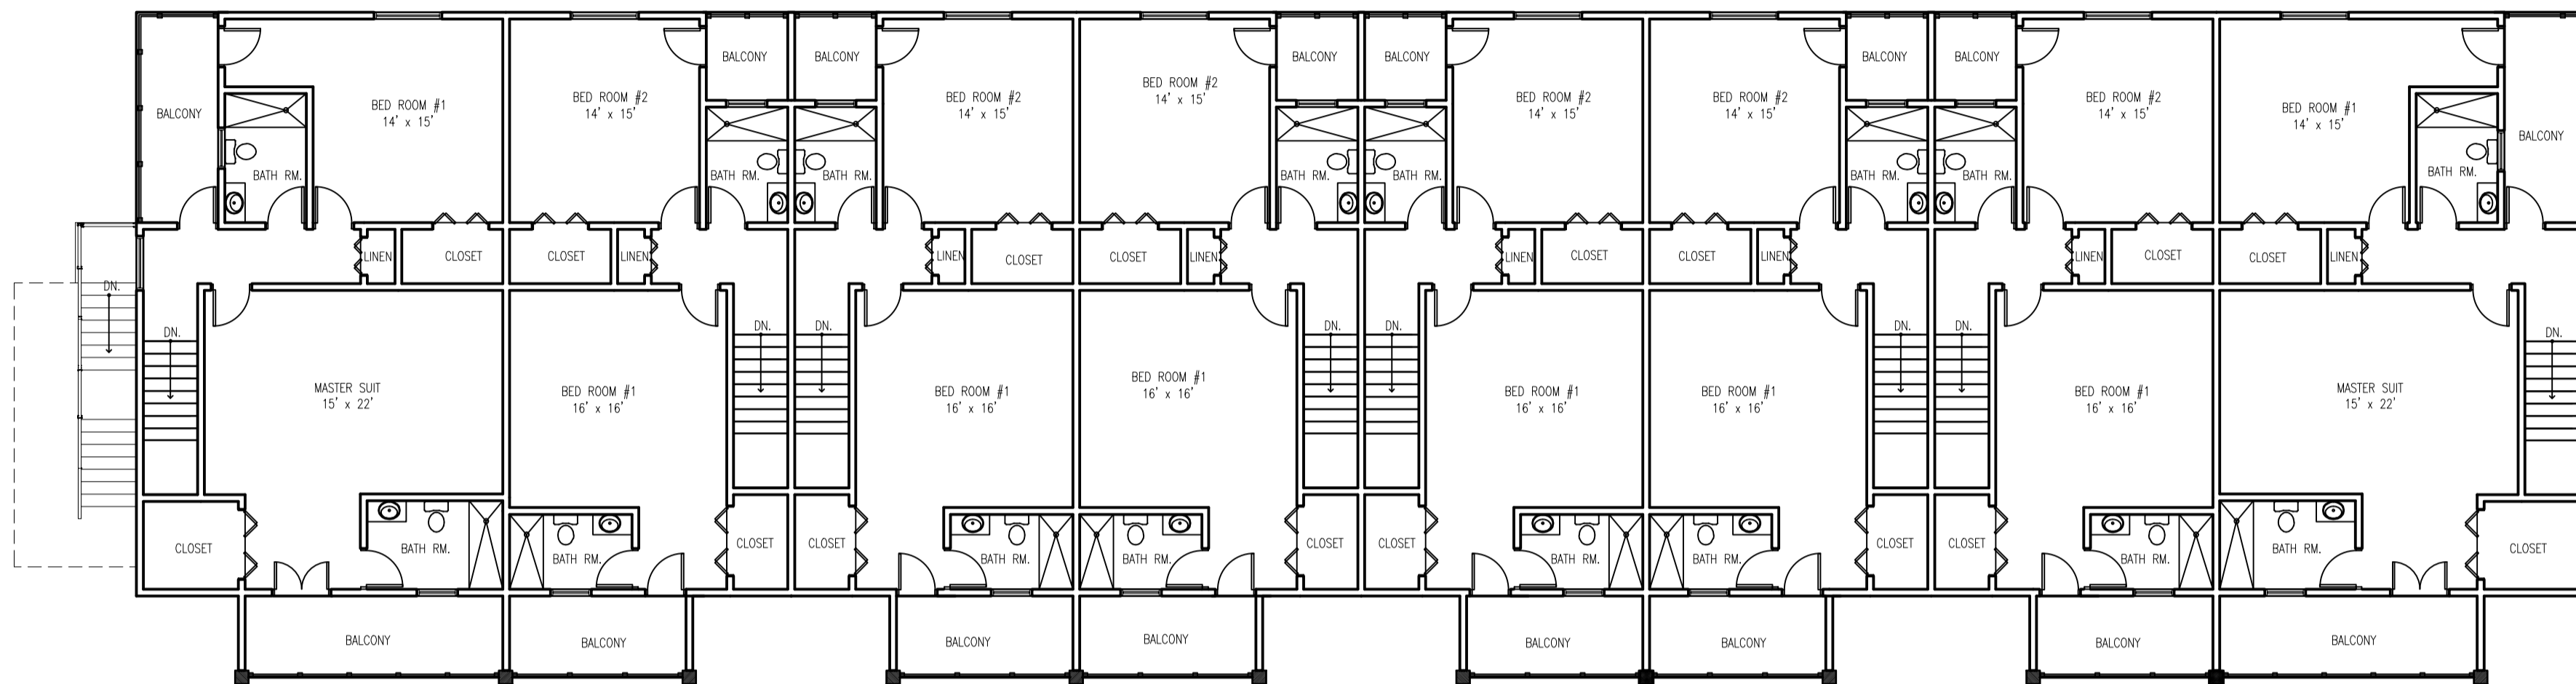 BALCONY
BED ROOM #1
14' x 15'
BATH RM.
BED ROOM #2
14' x 15'
BALCONY
BATH RM.
BALCONY
BATH RM.
BED ROOM #2
14' x 15'
BED ROOM #2
14' x 15'
BALCONY
BATH RM.
BALCONY
BATH RM.
BED ROOM #2
14' x 15'
BED ROOM #2
14' x 15'
BALCONY
BATH RM.
BALCONY
BATH RM.
BED ROOM #2
14' x 15'
BED ROOM #1
14' x 15'
BATH RM.
BALCONY
LINEN
CLOSET
CLOSET
LINEN
LINEN
CLOSET
CLOSET
LINEN
LINEN
CLOSET
CLOSET
LINEN
LINEN
CLOSET
CLOSET
LINEN
DN.
DN.
MASTER SUIT
15' x 22'
BED ROOM #1
16' x 16'
DN.
DN.
BED ROOM #1
16' x 16'
BED ROOM #1
16' x 16'
DN.
DN.
BED ROOM #1
16' x 16'
BED ROOM #1
16' x 16'
DN.
DN.
BED ROOM #1
16' x 16'
MASTER SUIT
15' x 22'
DN.
CLOSET
BATH RM.
BATH RM.
CLOSET
CLOSET
BATH RM.
BATH RM.
CLOSET
CLOSET
BATH RM.
BATH RM.
CLOSET
CLOSET
BATH RM.
BATH RM.
CLOSET
BALCONY
BALCONY
BALCONY
BALCONY
BALCONY
BALCONY
BALCONY
BALCONY